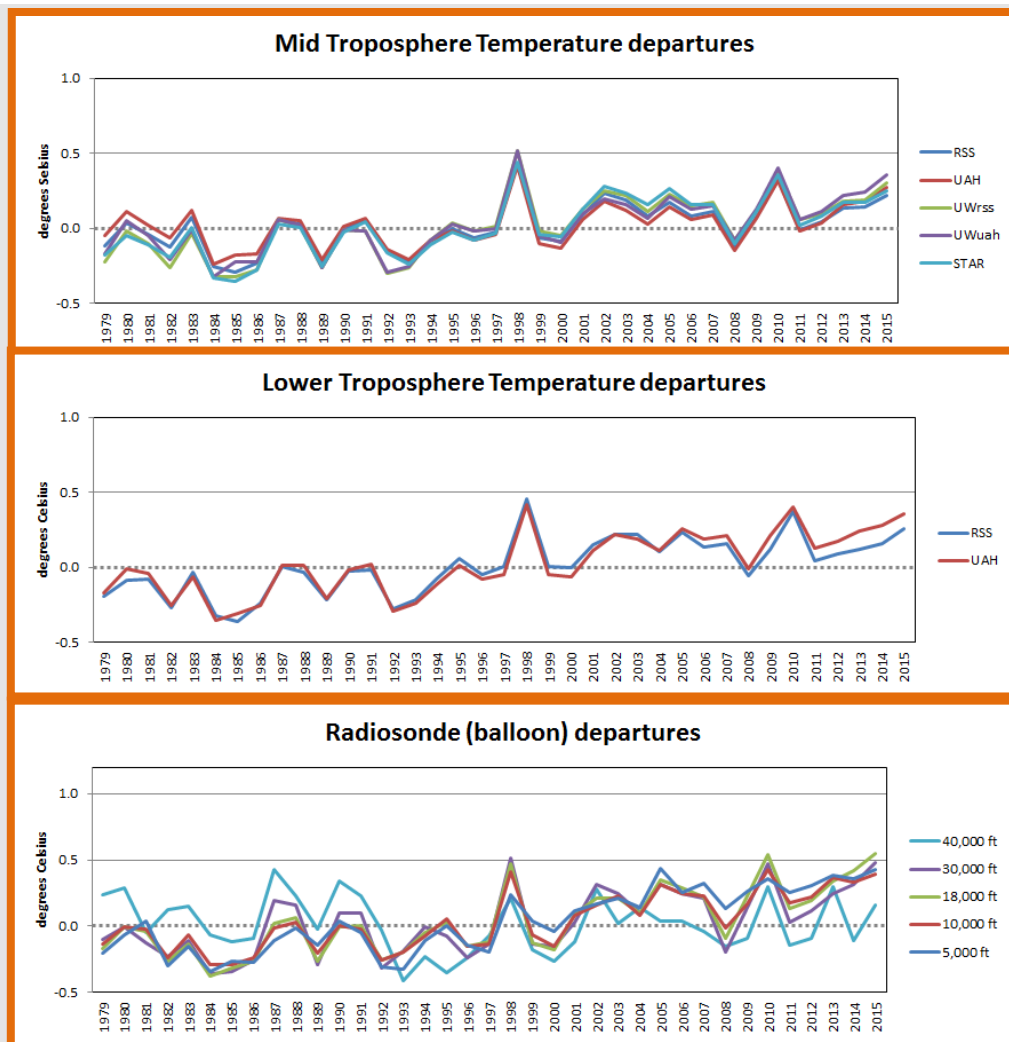 Mid Troposphere Temperature departures
degrees Selsius
1.0
0.5
0.0
-0.5
1979 1980 1981 1982 1983 1984 1985 1986 1987 1988 1989 1990 1991 1992 1993 1994 1995 1996 1997 1998 1999 2000 2001 2002 2003 2004 2005 2006 2007 2008 2009 2010 2011 2012 2013 2014 2015
RSS
UAH
UWrss
UWuah
STAR
Lower Troposphere Temperature departures
degrees Celsius
1.0
0.5
0.0
-0.5
1979 1980 1981 1982 1983 1984 1985 1986 1987 1988 1989 1990 1991 1992 1993 1994 1995 1996 1997 1998 1999 2000 2001 2002 2003 2004 2005 2006 2007 2008 2009 2010 2011 2012 2013 2014 2015
RSS
UAH
Radiosonde (balloon) departures
degrees Celsius
1.0
0.5
0.0
-0.5
1979 1980 1981 1982 1983 1984 1985 1986 1987 1988 1989 1990 1991 1992 1993 1994 1995 1996 1997 1998 1999 2000 2001 2002 2003 2004 2005 2006 2007 2008 2009 2010 2011 2012 2013 2014 2015
40,000 ft
30,000 ft
18,000 ft
10,000 ft
5,000 ft